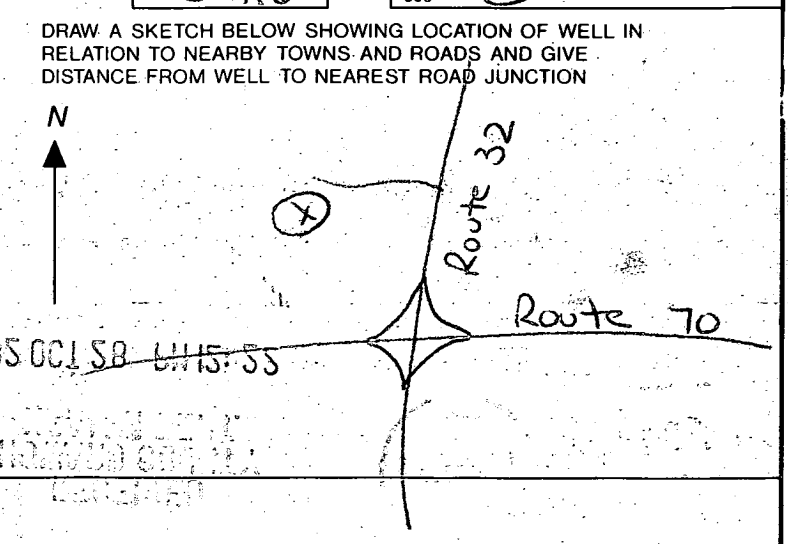 DRAW A SKETCH BELOW SHOWING LOCATION OF WELL IN
RELATION TO NEARBY TOWNS AND ROADS AND GIVE
DISTANCE FROM WELL TO NEAREST ROAD JUNCTION
N
Route 32
X
Route 70